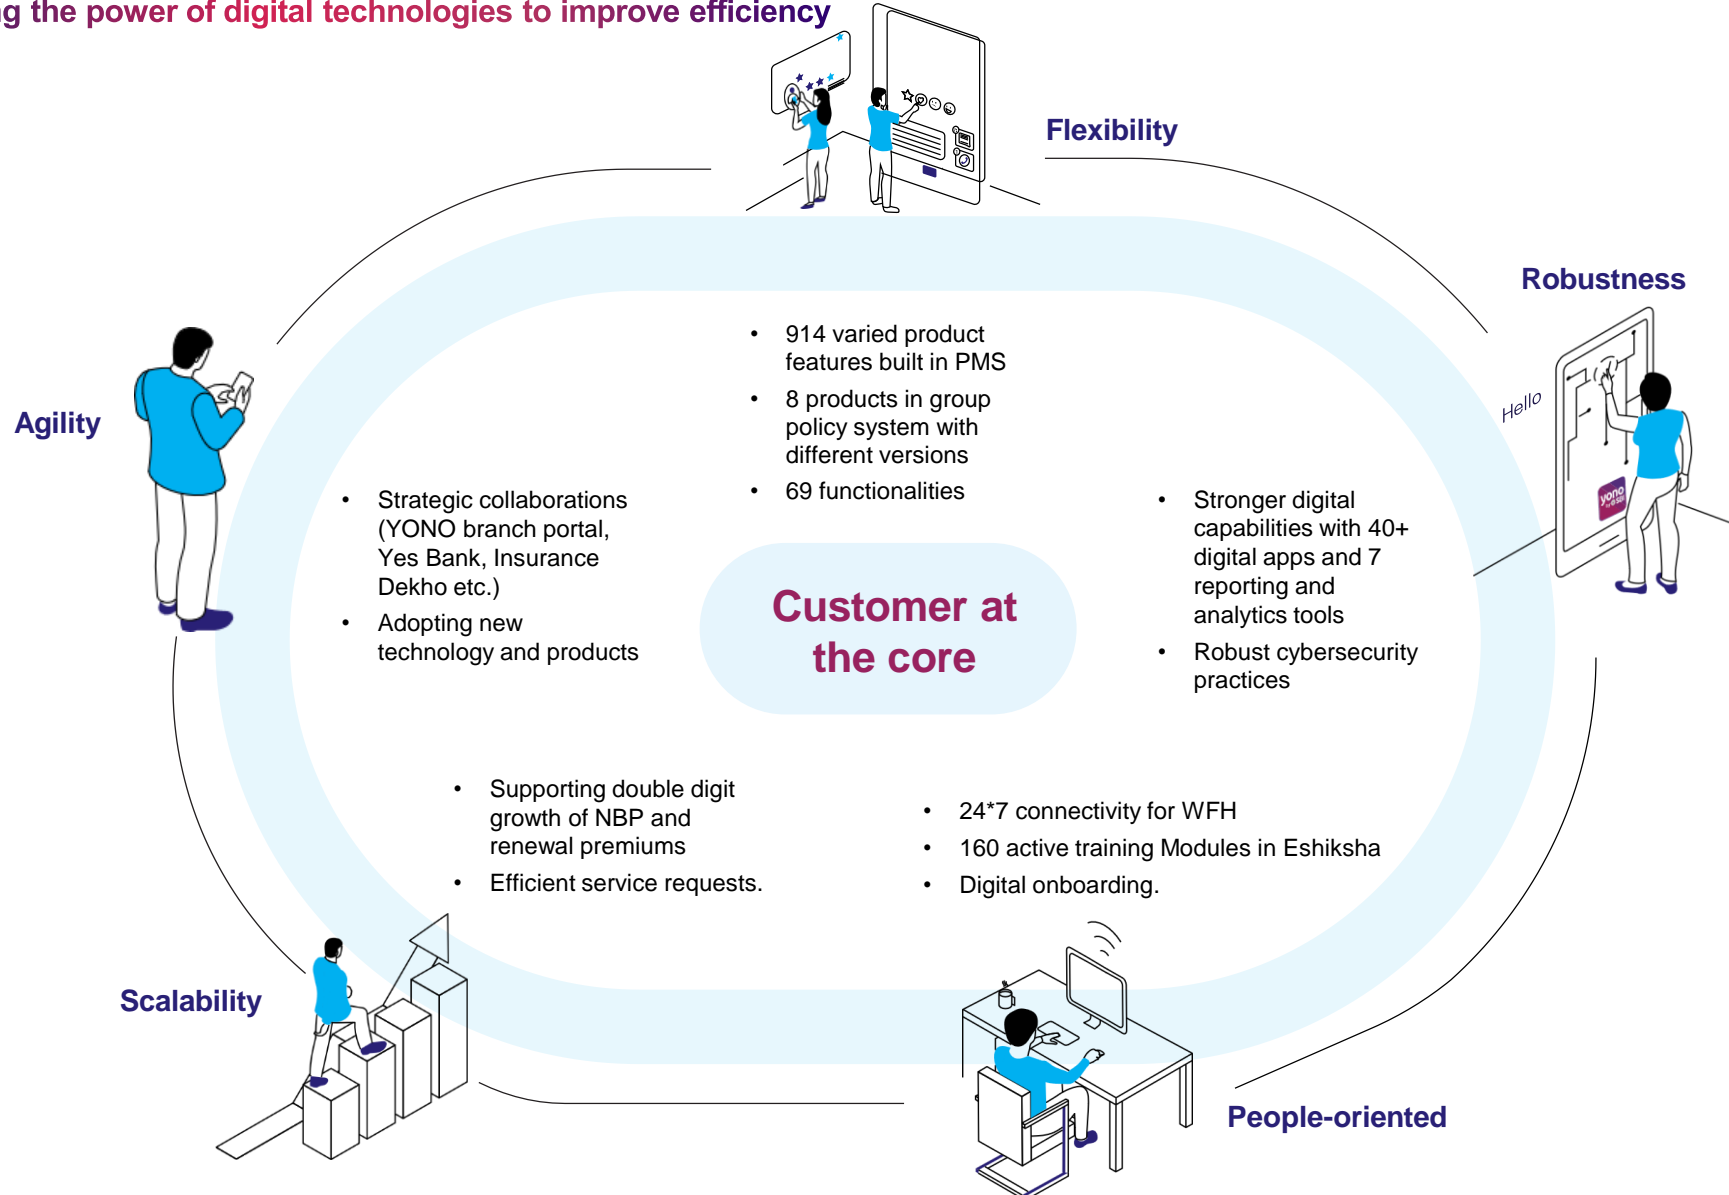 ng the power of digital technologies to improve efficiency
Flexibility
Robustness
Agility
Hello
yono
• 914 varied product
features built in PMS
• 8 products in group
policy system with
different versions
• 69 functionalities
• Strategic collaborations
(YONO branch portal,
Yes Bank, Insurance
Dekho etc.)
• Adopting new
technology and products
Customer at
the core
• Stronger digital
capabilities with 40+
digital apps and 7
reporting and
analytics tools
• Robust cybersecurity
practices
• Supporting double digit
growth of NBP and
renewal premiums
• Efficient service requests.
• 24*7 connectivity for WFH
• 160 active training Modules in Eshiksha
• Digital onboarding.
Scalability
People-oriented